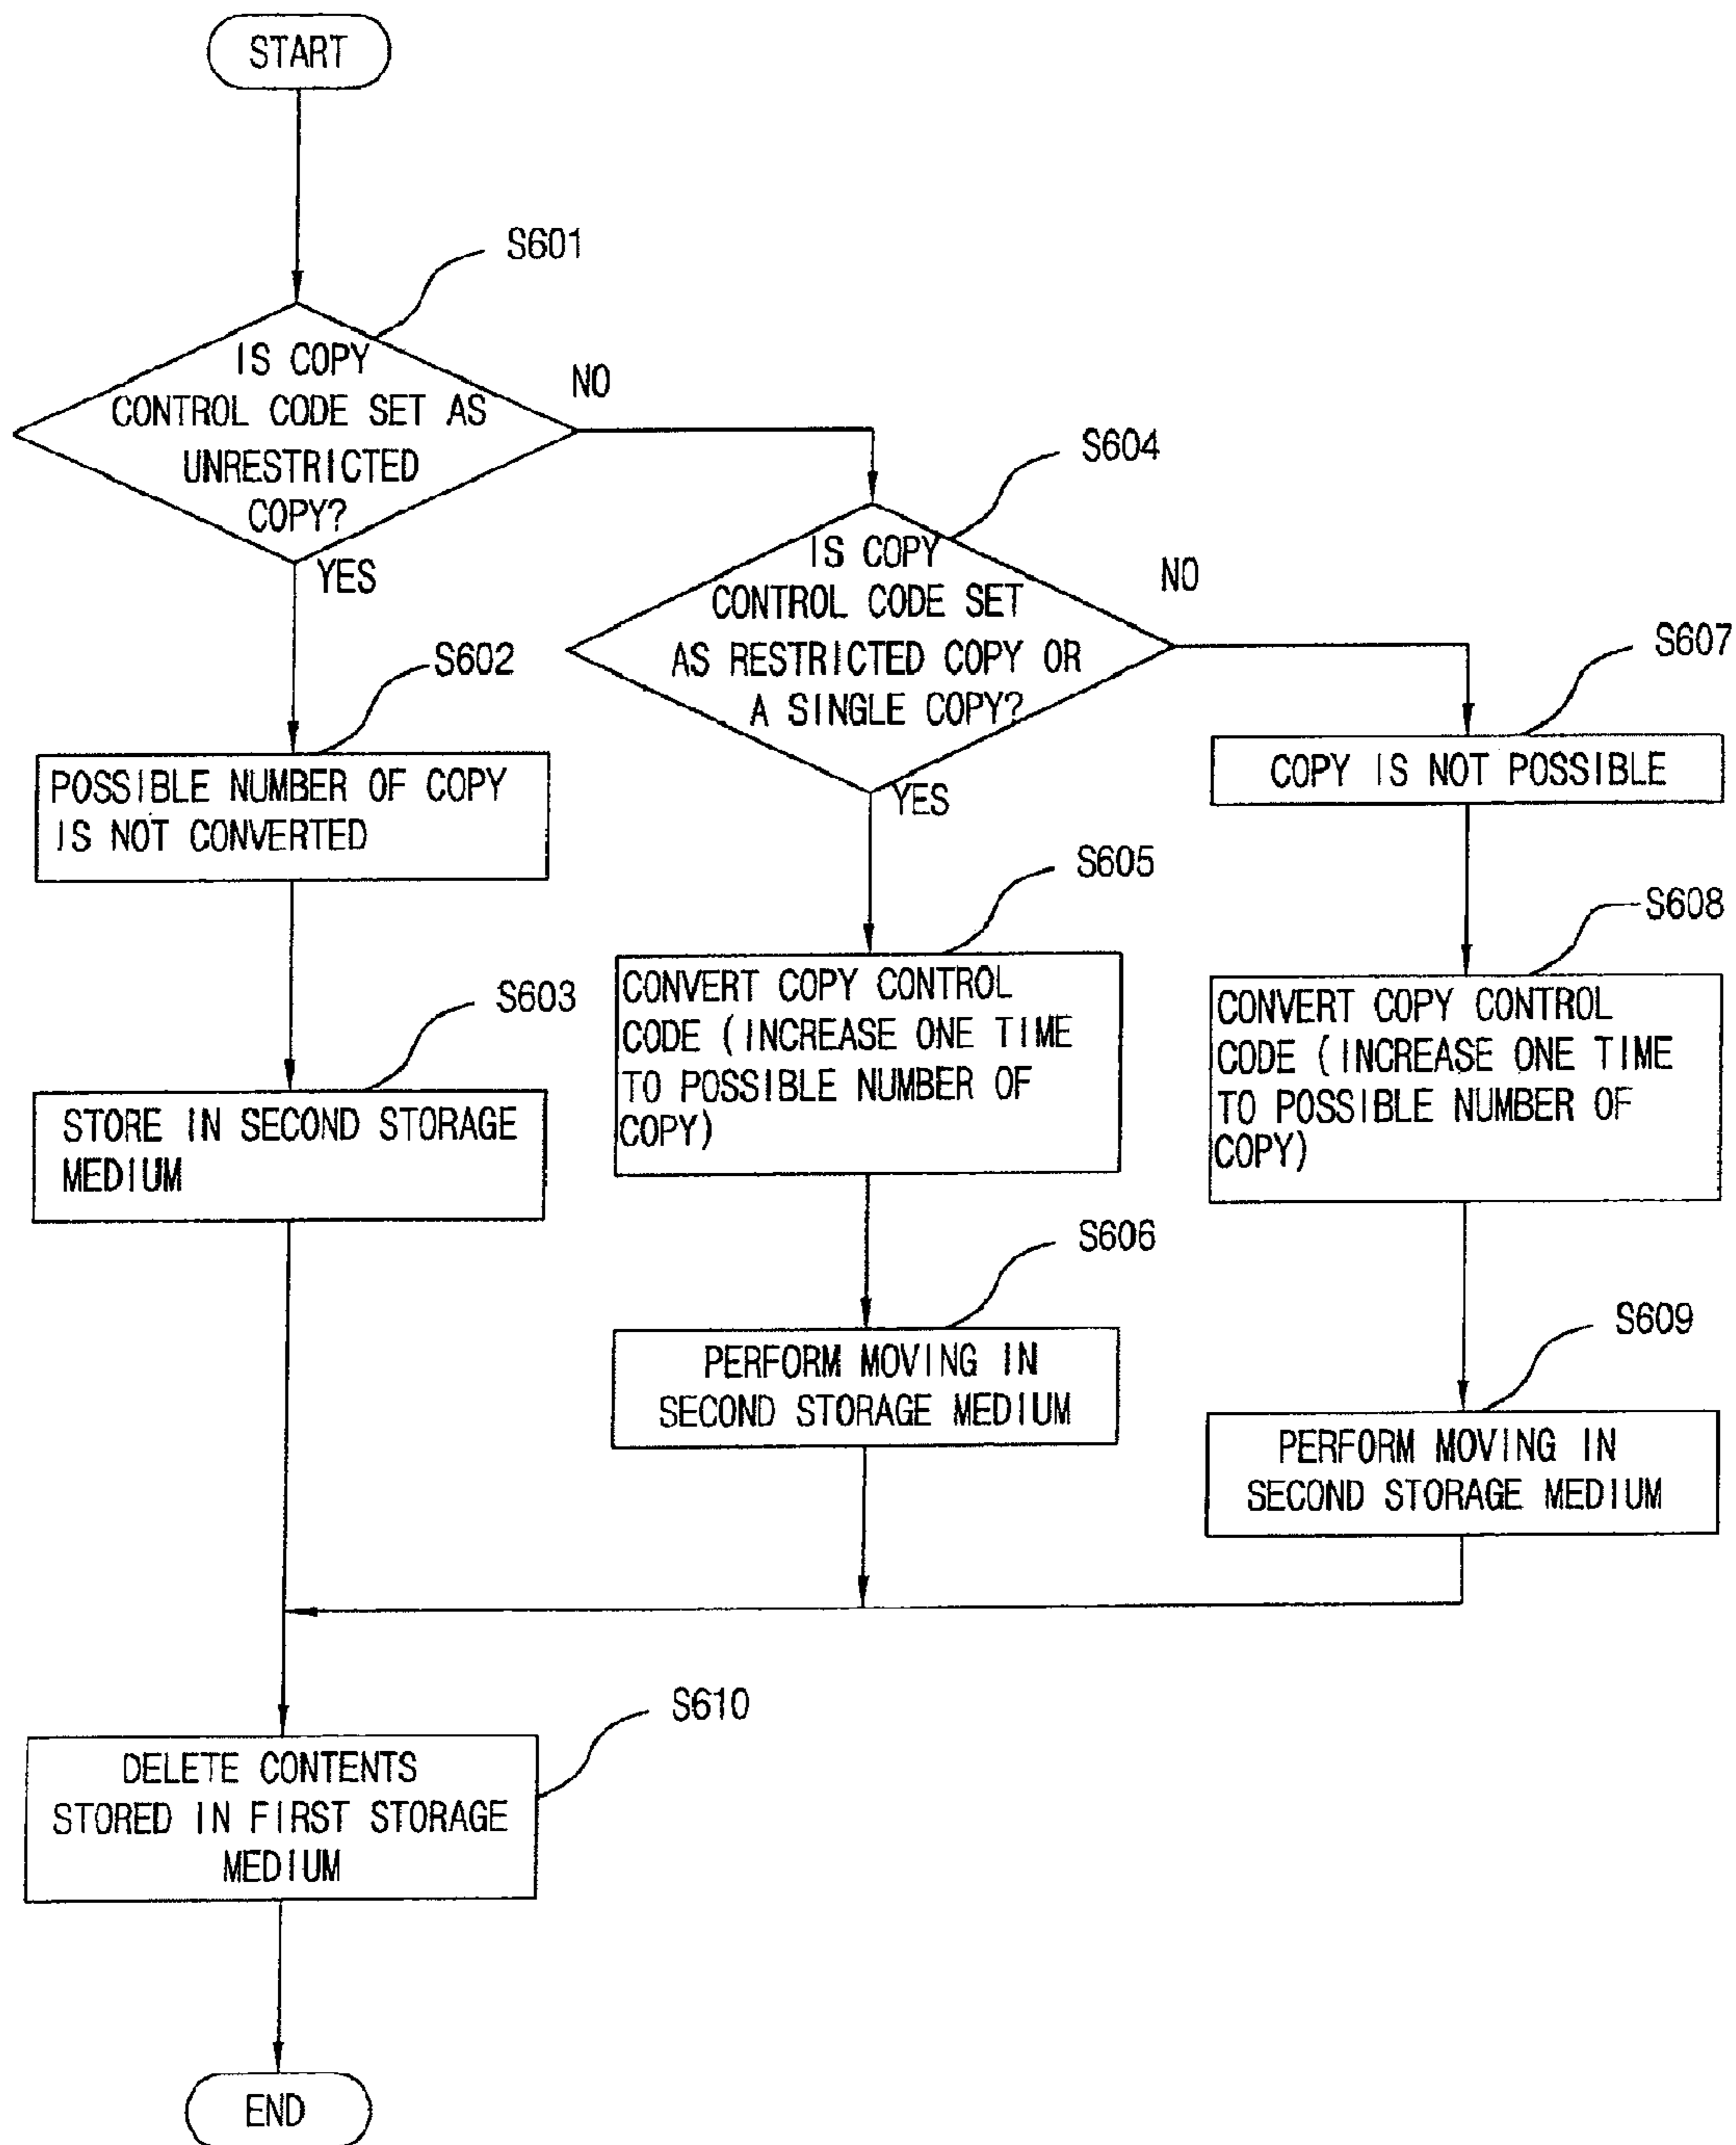 START
S601
IS COPY
CONTROL CODE SET AS
UNRESTRICTED
COPY?
NO
YES
S604
IS COPY
CONTROL CODE SET
AS RESTRICTED COPY OR
A SINGLE COPY?
NO
YES
S602
POSSIBLE NUMBER OF COPY
IS NOT CONVERTED
S607
COPY IS NOT POSSIBLE
S603
STORE IN SECOND STORAGE
MEDIUM
S605
CONVERT COPY CONTROL
CODE (INCREASE ONE TIME
TO POSSIBLE NUMBER OF
COPY)
S608
CONVERT COPY CONTROL
CODE (INCREASE ONE TIME
TO POSSIBLE NUMBER OF
COPY)
S606
PERFORM MOVING IN
SECOND STORAGE MEDIUM
S609
PERFORM MOVING IN
SECOND STORAGE MEDIUM
S610
DELETE CONTENTS
STORED IN FIRST STORAGE
MEDIUM
END